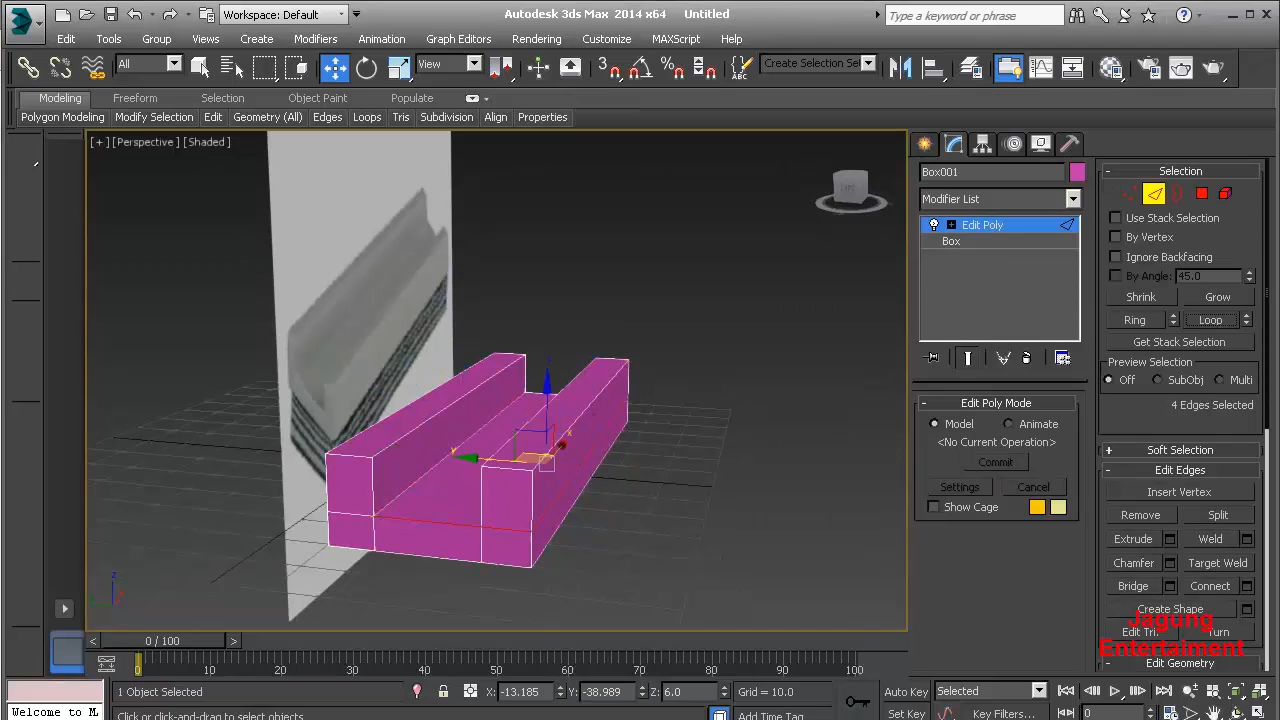 Workspace: Default
Autodesk 3ds Max 2014 x64 Untitled
Type a keyword or phrase
Edit Tools Group Views Create Modifiers Animation Graph Editors Rendering Customize MAXScript Help
All View 3 Create Selection Se
Modeling Freeform Selection Object Paint Populate
Polygon Modeling Modify Selection Edit Geometry (All) Edges Loops Tris Subdivision Align Properties
[ + ] [Perspective ] [Shaded ]
Box001
Modifier List
Edit Poly
Box
Edit Poly Mode
Model Animate
<No Current Operation>
Commit
Settings Cancel
Show Cage
Selection
Use Stack Selection
By Vertex
Ignore Backfacing
By Angle: 45.0
Shrink Grow
Ring Loop
Get Stack Selection
Preview Selection
Off SubObj Multi
4 Edges Selected
Soft Selection
Edit Edges
Insert Vertex
Remove Split
Extrude Weld
Chamfer Target Weld
Bridge Connect
Create Shape
Edit Tri. Turn
Edit Geometry
Jagung
Entertaiment
z
x
y
z
0 / 100
0 10 20 30 40 50 60 70 80 90 100
1 Object Selected
X: -13.185 Y: -38.989 Z: 6.0 Grid = 10.0
Auto Key Selected
Welcome to M
Click or click-and-drag to select objects
Add Time Tag
Set Key Key Filters... 0